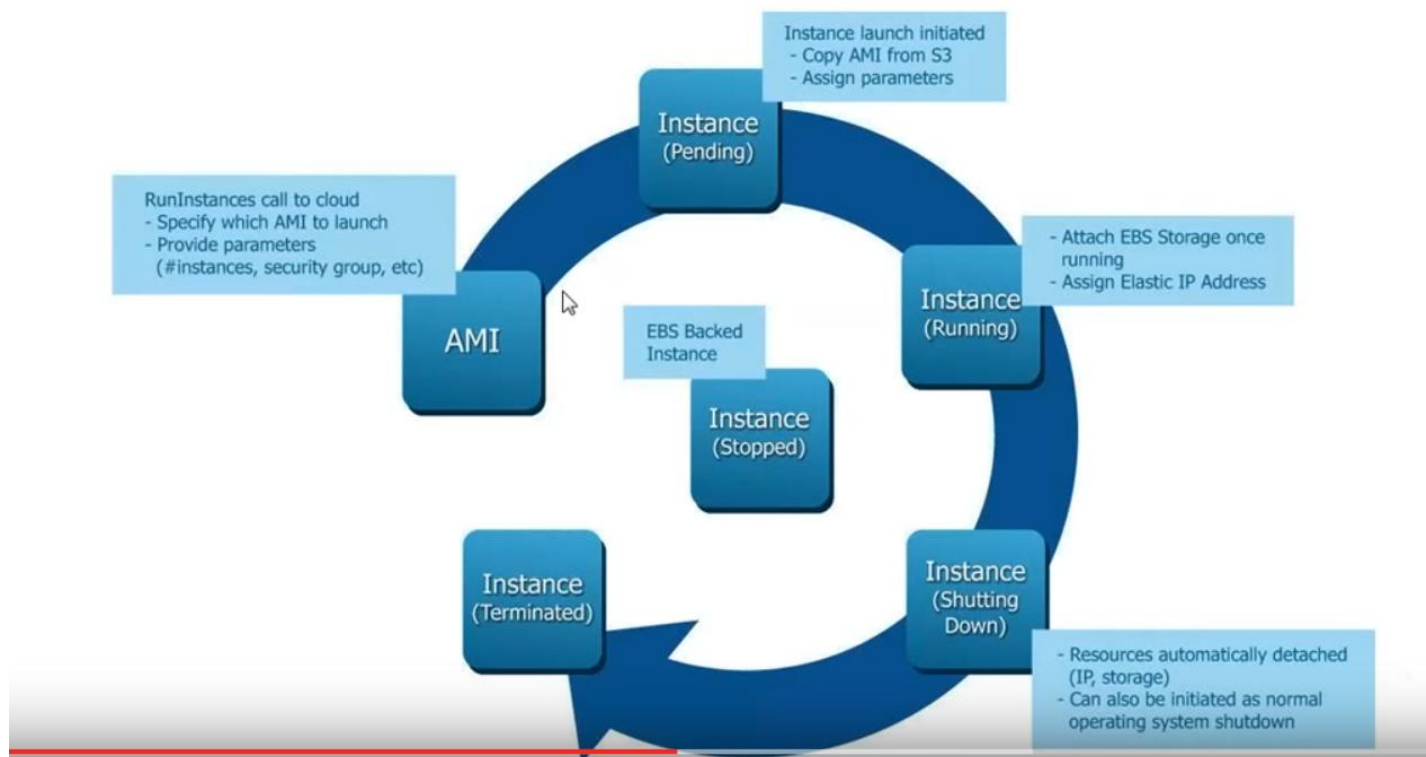 Instance launch initiated
- Copy AMI from S3
- Assign parameters
Instance
(Pending)
RunInstances call to cloud
- Specify which AMI to launch
- Provide parameters
(#instances, security group, etc)
AMI
- Attach EBS Storage once
running
- Assign Elastic IP Address
Instance
(Running)
EBS Backed
Instance
Instance
(Stopped)
Instance
(Shutting
Down)
- Resources automatically detached
(IP, storage)
- Can also be initiated as normal
operating system shutdown
Instance
(Terminated)